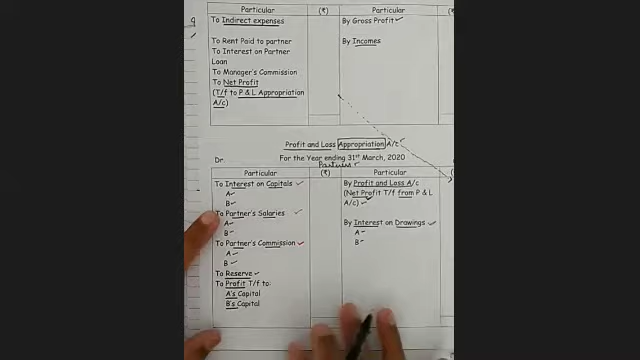 Particular (₹) Particular (₹)
To Indirect expenses By Gross Profit
To Rent Paid to partner By Incomes
To Interest on Partner
Loan
To Manager's Commission
To Net Profit
(T/f to P & L Appropriation
A/c)
Profit and Loss Appropriation A/c
Dr. For the Year ending 31st March, 2020
Partners
Particular (₹) Particular
To Interest on Capitals By Profit and Loss A/c
A (Net Profit T/f from P & L
B A/c)
To Partner's Salaries By Interest on Drawings
A A
B B
To Partner's Commission
A
B
To Reserve
To Profit T/f to:
A's Capital
B's Capital